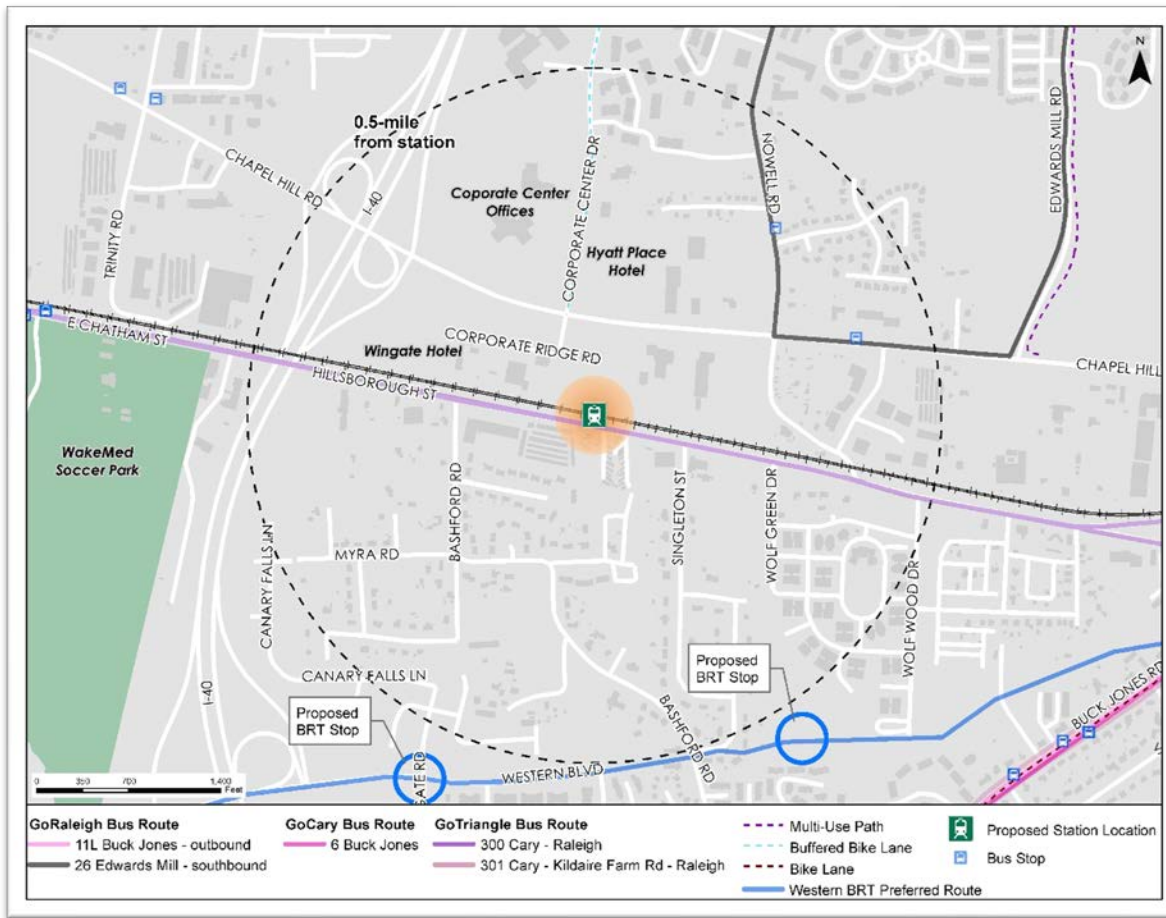 N
0.5-mile
from station
CHAPEL HILL RD
I-40
TRINITY RD
Coporate Center
Offices
CORPORATE CENTER DR
Hyatt Place
Hotel
NOWELL RD
EDWARDS MILL RD
E CHATHAM ST
CORPORATE RIDGE RD
Wingate Hotel
HILLSBOROUGH ST
CHAPEL HILL
WakeMed
Soccer Park
BASHFORD RD
SINGLETON ST
WOLF GREEN DR
MYRA RD
CANARY FALLS LN
WOLF WOOD DR
CANARY FALLS LN
Proposed
BRT Stop
Proposed
BRT Stop
I-40
BASHFORD RD
BUCK JONES RD
WESTERN BLVD
GATE RD
0 350 700 1,400
Feet
GoRaleigh Bus Route
11L Buck Jones - outbound
26 Edwards Mill - southbound
GoCary Bus Route
6 Buck Jones
GoTriangle Bus Route
300 Cary - Raleigh
301 Cary - Kildaire Farm Rd - Raleigh
Multi-Use Path
Buffered Bike Lane
Bike Lane
Western BRT Preferred Route
Proposed Station Location
Bus Stop